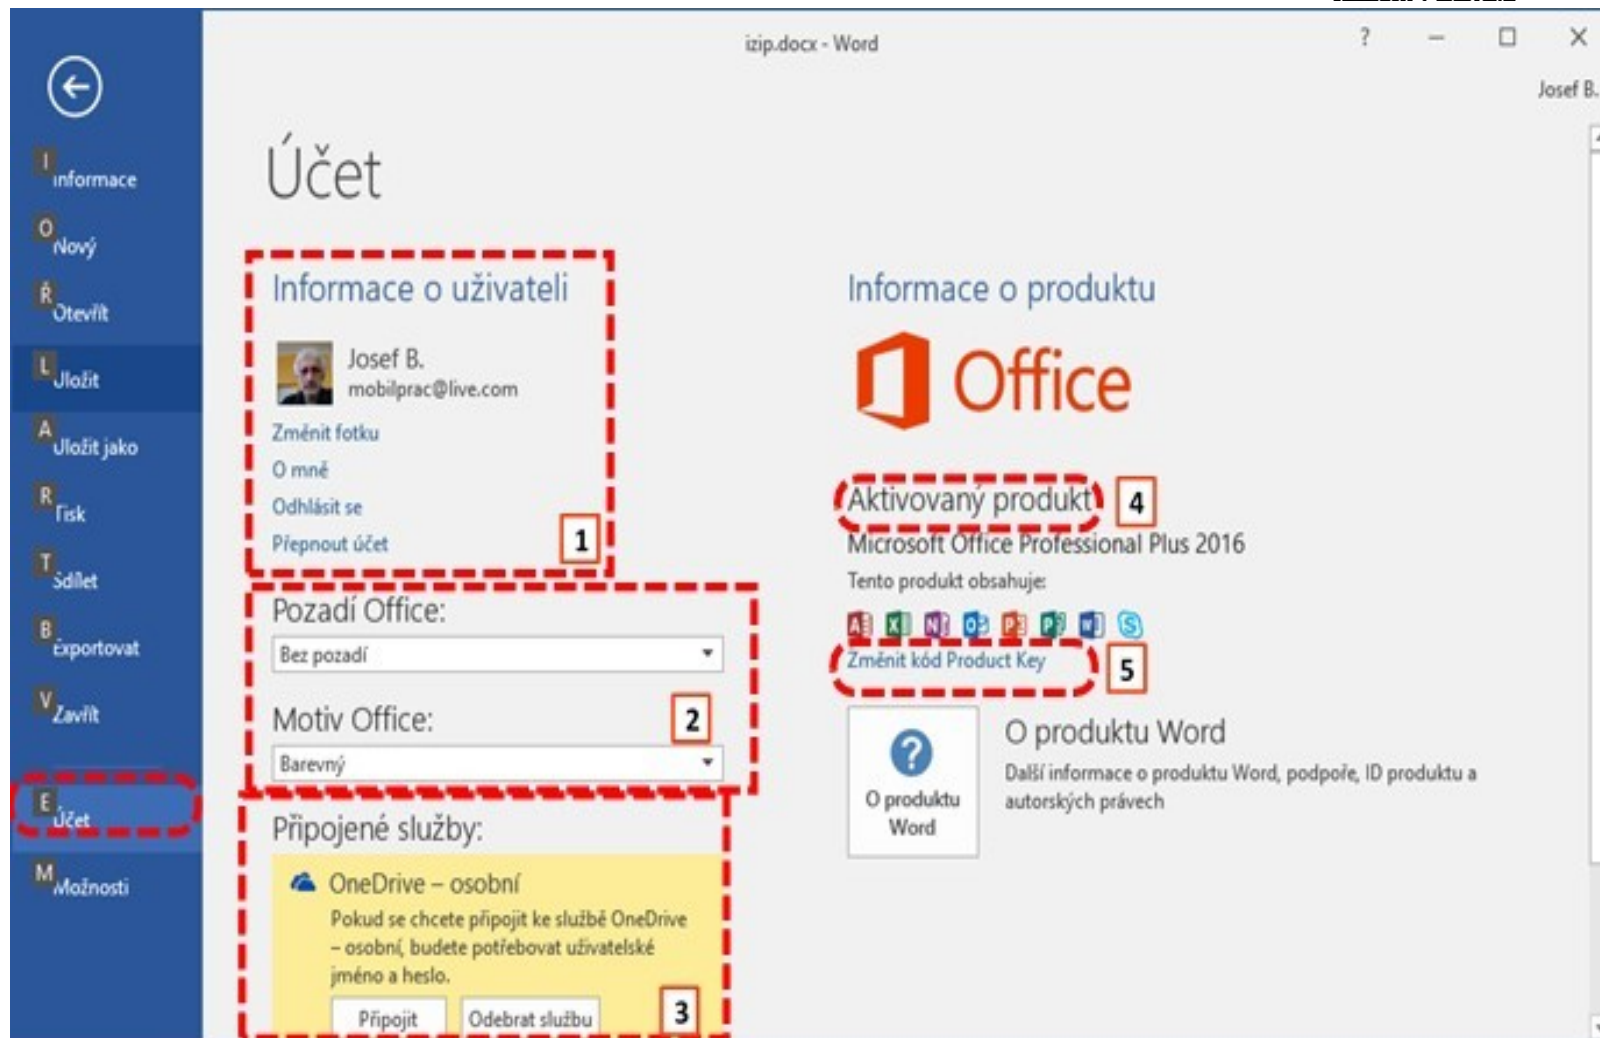 izip.docx - Word
?
Josef B.
I
Informace
O
Nový
Ř
Otevřít
L
Uložit
A
Uložit jako
R
Tisk
T
Sdílet
B
Exportovat
V
Zavřít
E
Účet
M
Možnosti
Účet
Informace o uživateli
Josef B.
mobilprac@live.com
Změnit fotku
O mně
Odhlásit se
Přepnout účet
1
Pozadí Office:
Bez pozadí
Motiv Office:
2
Barevný
Připojené služby:
OneDrive – osobní
Pokud se chcete připojit ke službě OneDrive
– osobní, budete potřebovat uživatelské
jméno a heslo.
Připojit
Odebrat službu
3
Informace o produktu
Office
Aktivovaný produkt
4
Microsoft Office Professional Plus 2016
Tento produkt obsahuje:
Změnit kód Product Key
5
?
O produktu
Word
O produktu Word
Další informace o produktu Word, podpoře, ID produktu a
autorských právech